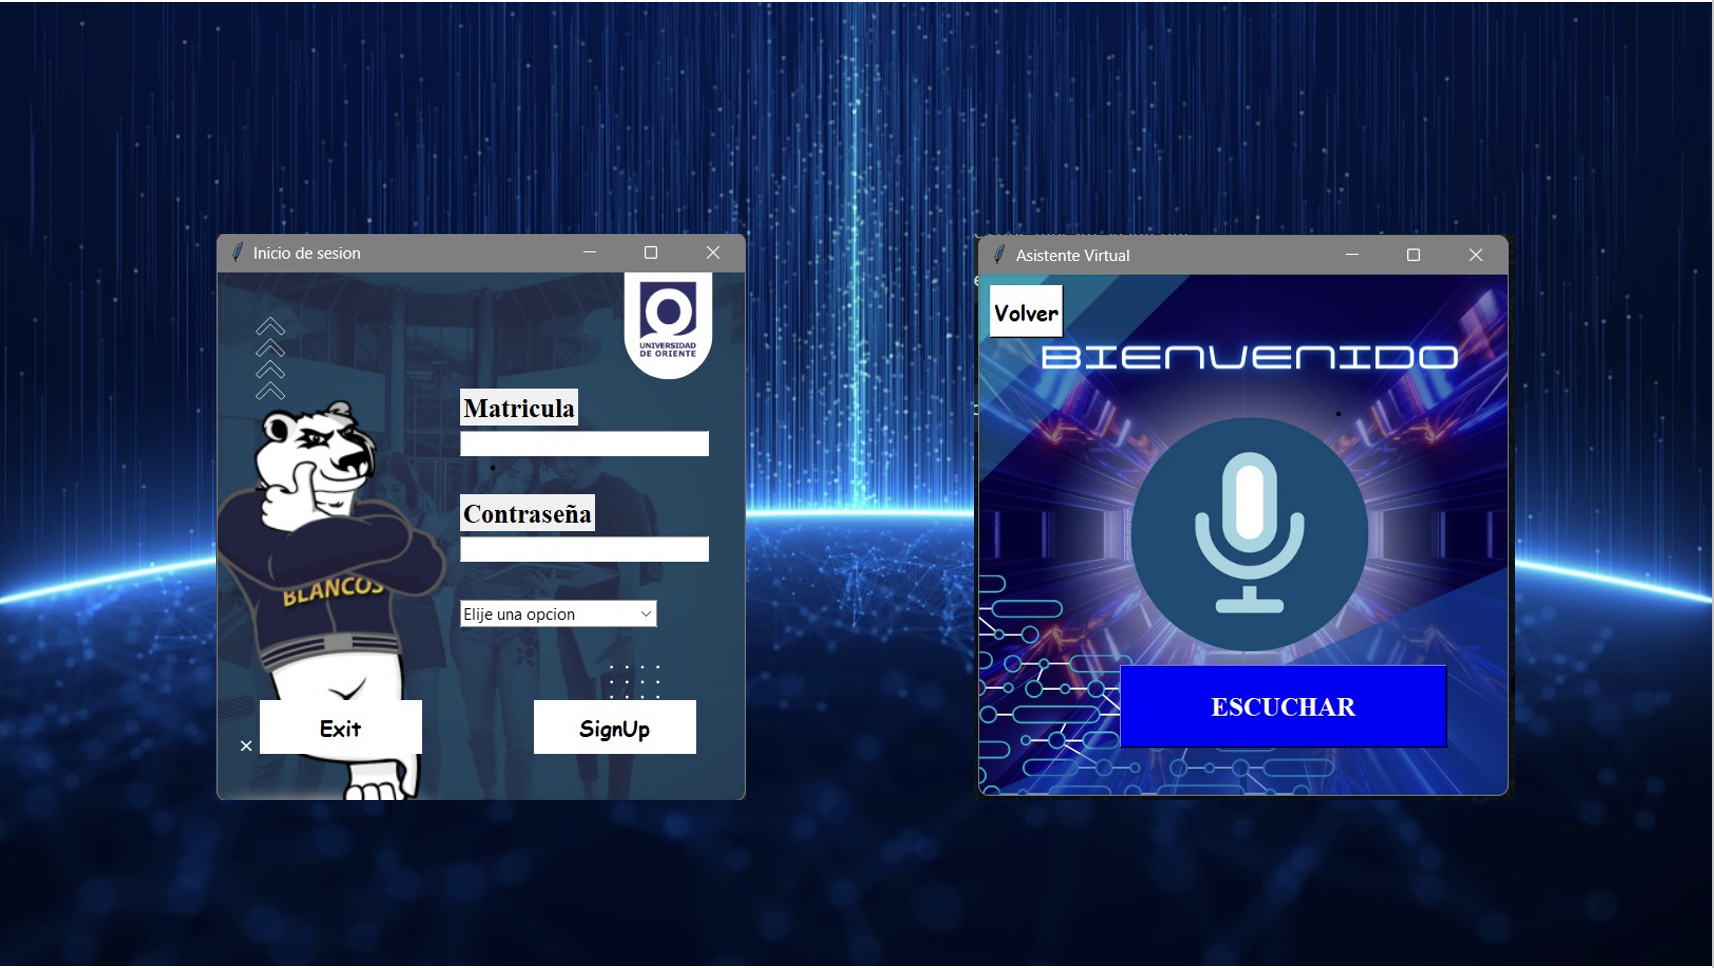 Inicio de sesion
UNIVERSIDAD
DE ORIENTE
Matricula
Contraseña
BLANCOS
Elije una opcion
Exit
SignUp
Asistente Virtual
Volver
BIENVENIDO
ESCUCHAR